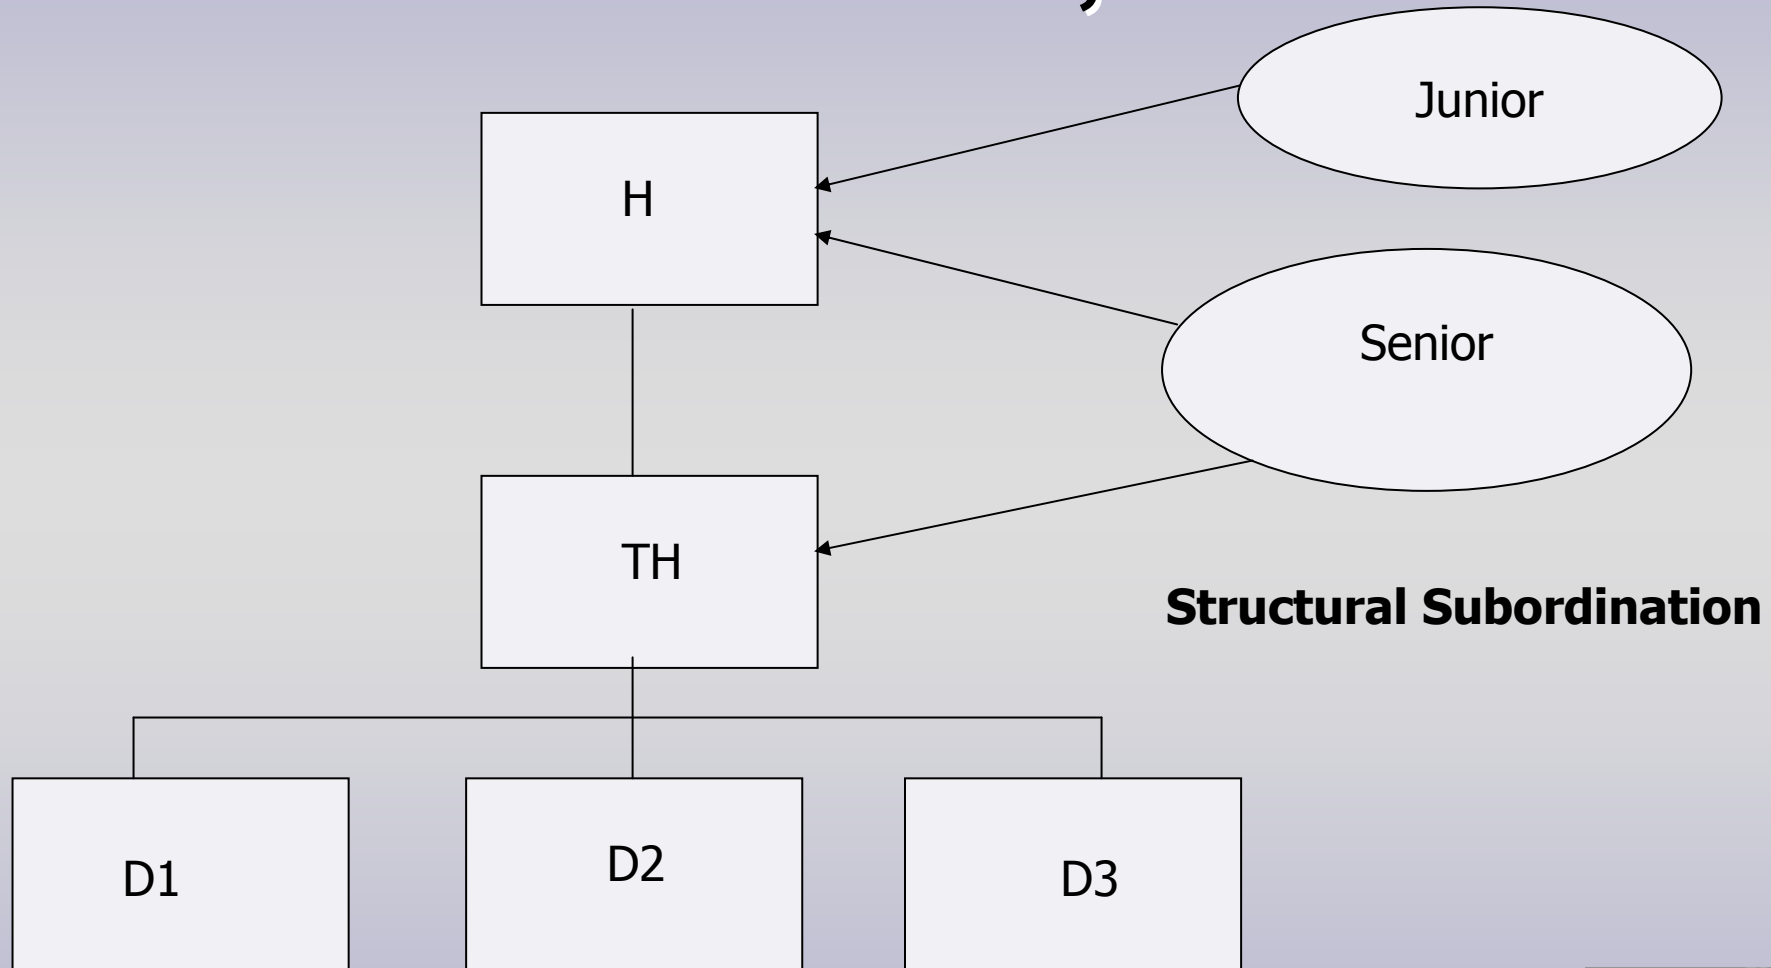 Junior
H
Senior
TH
Structural Subordination
D1
D2
D3